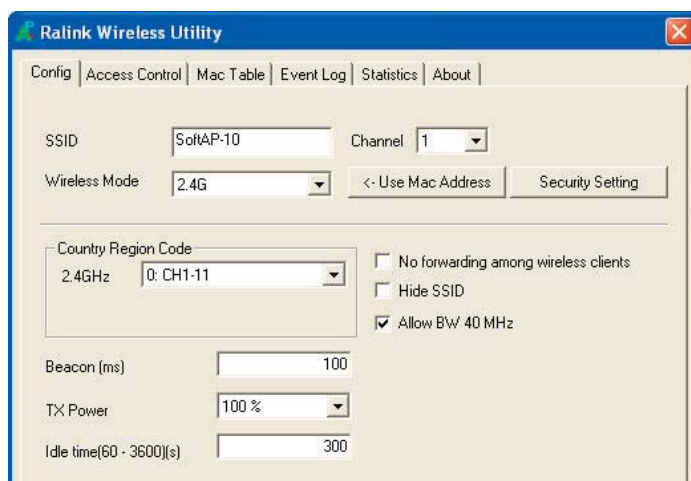 Ralink Wireless Utility
Config Access Control Mac Table Event Log Statistics About
SSID SoftAP-10 Channel 1
Wireless Mode 2.4G <- Use Mac Address Security Setting
Country Region Code
2.4GHz 0: CH1-11
No forwarding among wireless clients
Hide SSID
Allow BW 40 MHz
Beacon (ms) 100
TX Power 100 %
Idle time(60 - 3600)(s) 300